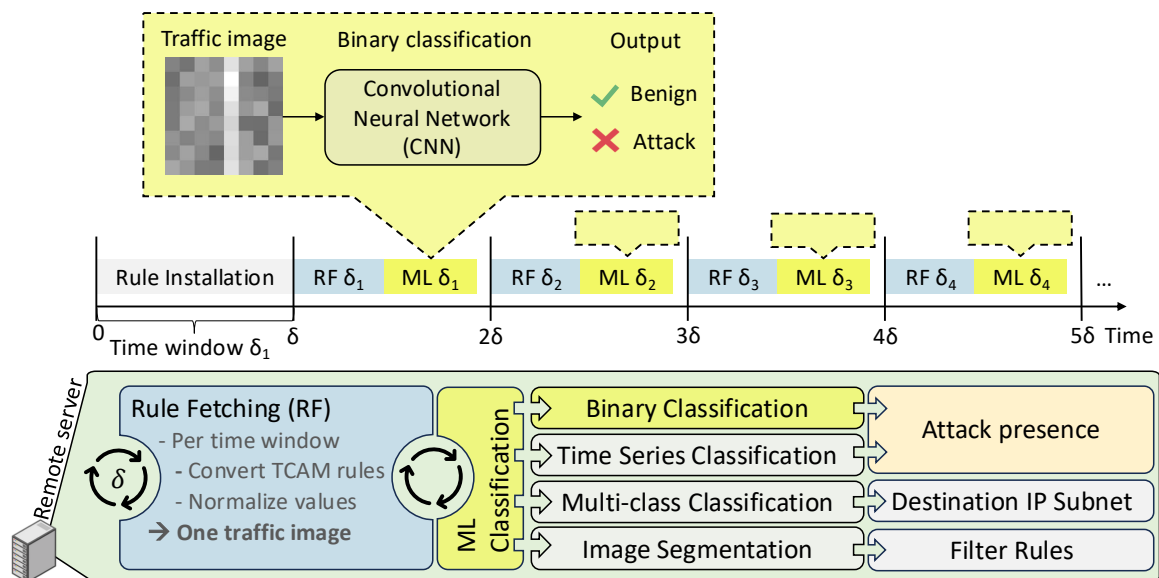 Traffic image
Binary classification
Output
Convolutional
Neural Network
(CNN)
Benign
Attack
Rule Installation
RF δ₁
ML δ₁
RF δ₂
ML δ₂
RF δ₃
ML δ₃
RF δ₄
ML δ₄
...
0
δ
2δ
3δ
4δ
5δ
Time
Time window δ₁
Remote server
δ
Rule Fetching (RF)
- Per time window
- Convert TCAM rules
- Normalize values
→ One traffic image
ML
Classification
Binary Classification
Time Series Classification
Multi-class Classification
Image Segmentation
Attack presence
Destination IP Subnet
Filter Rules